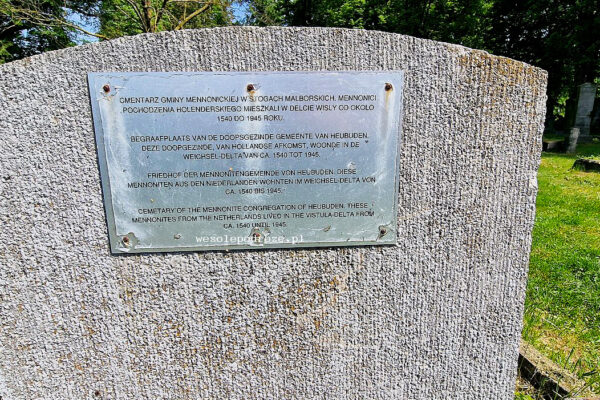 CMENTARZ GMINY MENNONICKIEJ W STOGACH MALBORSKICH. MENNONICI
POCHODZENIA HOLENDERSKIEGO MIESZKALI W DELCIE WISLY OD OKOLO
1540 DO 1945 ROKU.
BEGRAAFPLAATS VAN DE DOOPSGEZINDE GEMEENTE VAN HEUBUDEN.
DEZE DOOPSGEZINDE, VAN HOLLANDSE AFKOMST, WOONDE IN DE
WEICHSEL-DELTA VAN CA. 1540 TOT 1945.
FRIEDHOF DER MENNONITENGEMEINDE VON HEUBUDEN. DIESE
MENNONITEN AUS DEN NIEDERLANDEN WOHNTEN IM WEICHSEL-DELTA VON
CA. 1540 BIS 1945.
CEMETARY OF THE MENNONITE CONGREGATION OF HEUBUDEN. THESE
MENNONITES FROM THE NETHERLANDS LIVED IN THE VISTULA-DELTA FROM
CA. 1540 UNTIL 1945.
wesolepodroze.pl